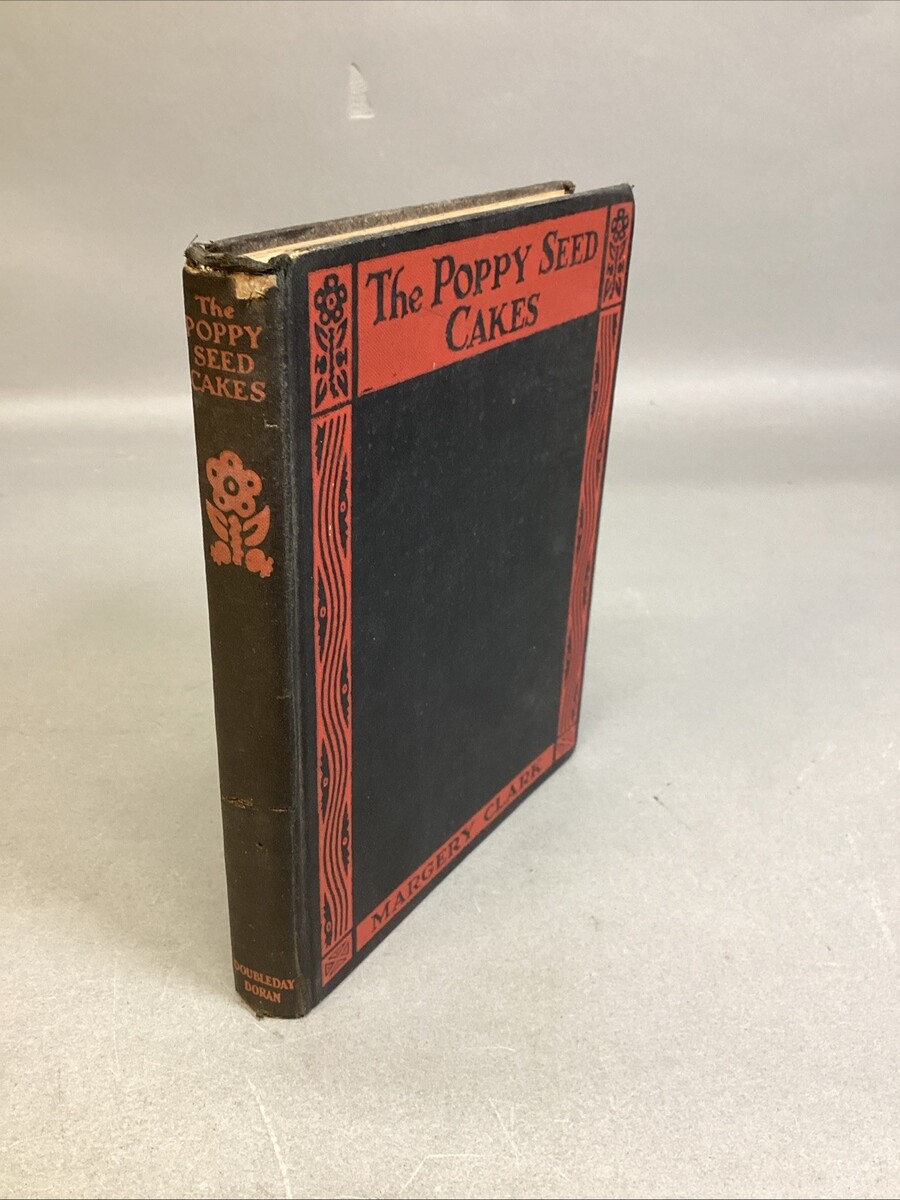 The
POPPY
SEED
CAKES
DOUBLEDAY
DORAN
The POPPY SEED
CAKES
MARGERY CLARK